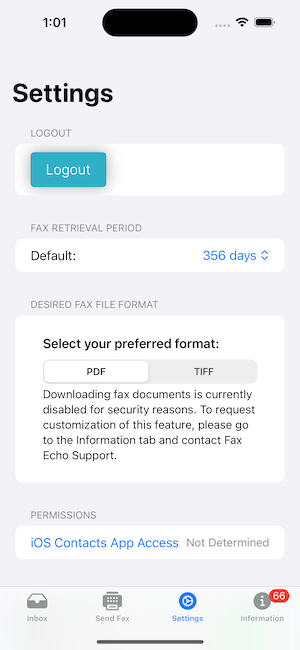 1:01
Settings
LOGOUT
Logout
FAX RETRIEVAL PERIOD
Default: 356 days
DESIRED FAX FILE FORMAT
Select your preferred format:
PDF TIFF
Downloading fax documents is currently
disabled for security reasons. To request
customization of this feature, please go
to the Information tab and contact Fax
Echo Support.
PERMISSIONS
iOS Contacts App Access Not Determined
66
Inbox Send Fax Settings Information